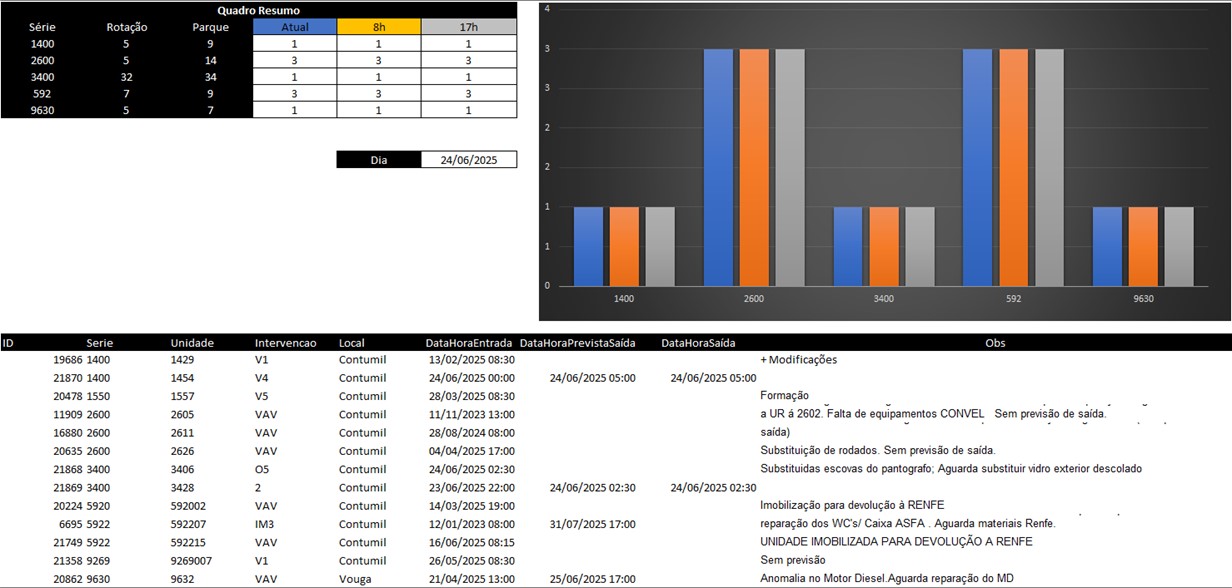 Quadro Resumo
Série Rotação Parque Atual 8h 17h
1400 5 9 1 1 1
2600 5 14 3 3 3
3400 32 34 1 1 1
592 7 9 3 3 3
9630 5 7 1 1 1
Dia 24/06/2025
4
3
3
2
2
1
1
0
1400 2600 3400 592 9630
ID Serie Unidade Intervencao Local DataHoraEntrada DataHoraPrevistaSaída DataHoraSaída Obs
19686 1400 1429 V1 Contumil 13/02/2025 08:30 + Modificações
21870 1400 1454 V4 Contumil 24/06/2025 00:00 24/06/2025 05:00 24/06/2025 05:00
20478 1550 1557 V5 Contumil 28/03/2025 08:30 Formação
11909 2600 2605 VAV Contumil 11/11/2023 13:00 a UR á 2602. Falta de equipamentos CONVEL Sem previsão de saída.
16880 2600 2611 VAV Contumil 28/08/2024 08:00 saída)
20635 2600 2626 VAV Contumil 04/04/2025 17:00 Substituição de rodados. Sem previsão de saída.
21868 3400 3406 O5 Contumil 24/06/2025 02:30 Substituidas escovas do pantografo; Aguarda substituir vidro exterior descolado
21869 3400 3428 2 Contumil 23/06/2025 22:00 24/06/2025 02:30 24/06/2025 02:30
20224 5920 592002 VAV Contumil 14/03/2025 19:00 Imobilização para devolução à RENFE
6695 5922 592207 IM3 Contumil 12/01/2023 08:00 31/07/2025 17:00 reparação dos WC's/ Caixa ASFA . Aguarda materiais Renfe.
21749 5922 592215 VAV Contumil 16/06/2025 08:15 UNIDADE IMOBILIZADA PARA DEVOLUÇÃO A RENFE
21358 9269 9269007 V1 Contumil 26/05/2025 08:30 Sem previsão
20862 9630 9632 VAV Vouga 21/04/2025 13:00 25/06/2025 17:00 Anomalia no Motor Diesel.Aguarda reparação do MD